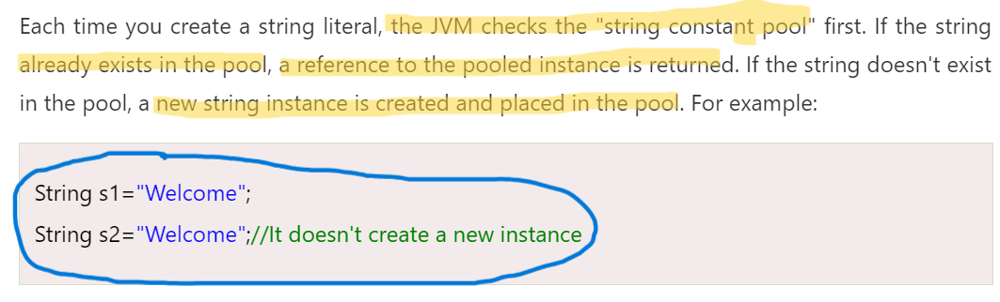 Each time you create a string literal, the JVM checks the "string constant pool" first. If the string
already exists in the pool, a reference to the pooled instance is returned. If the string doesn't exist
in the pool, a new string instance is created and placed in the pool. For example:
String s1="Welcome";
String s2="Welcome";//It doesn't create a new instance